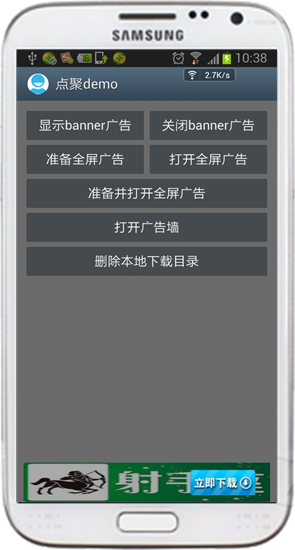 SAMSUNG
10:38
点聚demo
2.7K/s
显示banner广告
关闭banner广告
准备全屏广告
打开全屏广告
准备并打开全屏广告
打开广告墙
删除本地下载目录
射手座
立即下载